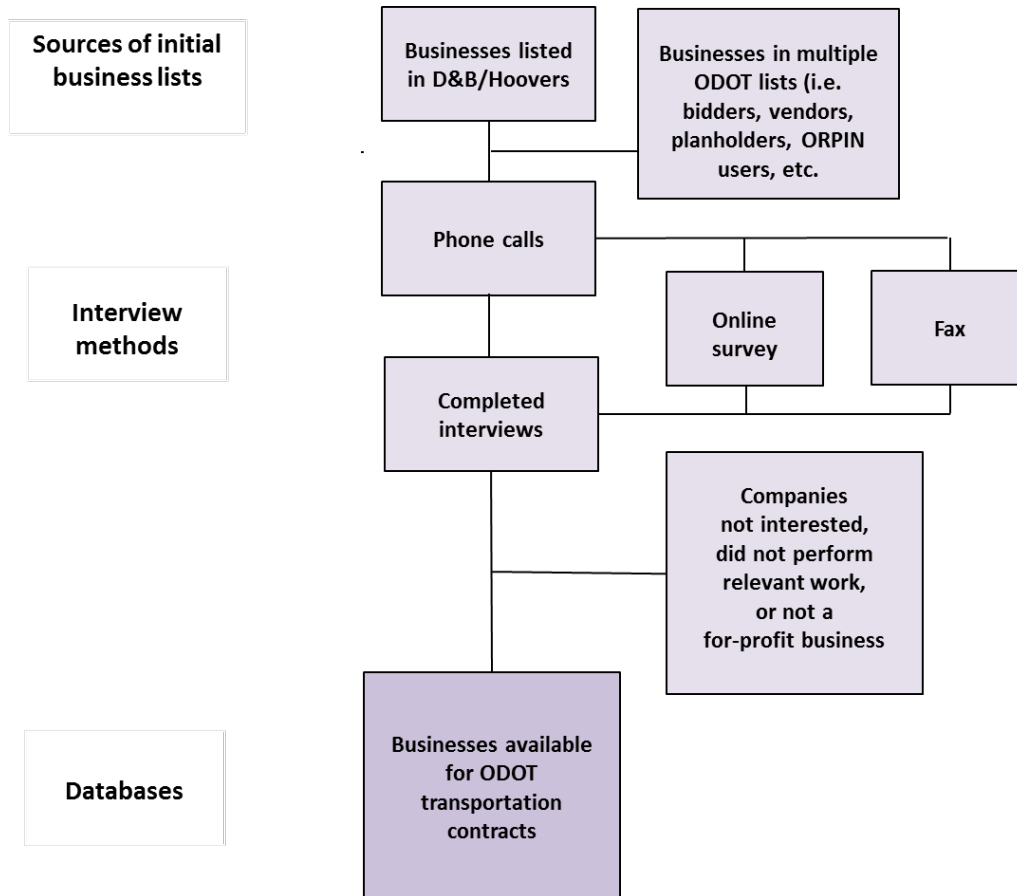 Sources of initial
business lists
Businesses listed
in D&B/Hoovers
Businesses in multiple
ODOT lists (i.e.
bidders, vendors,
planholders, ORPIN
users, etc.
Phone calls
Interview
methods
Online
survey
Fax
Completed
interviews
Companies
not interested,
did not perform
relevant work,
or not a
for-profit business
Databases
Businesses available
for ODOT
transportation
contracts